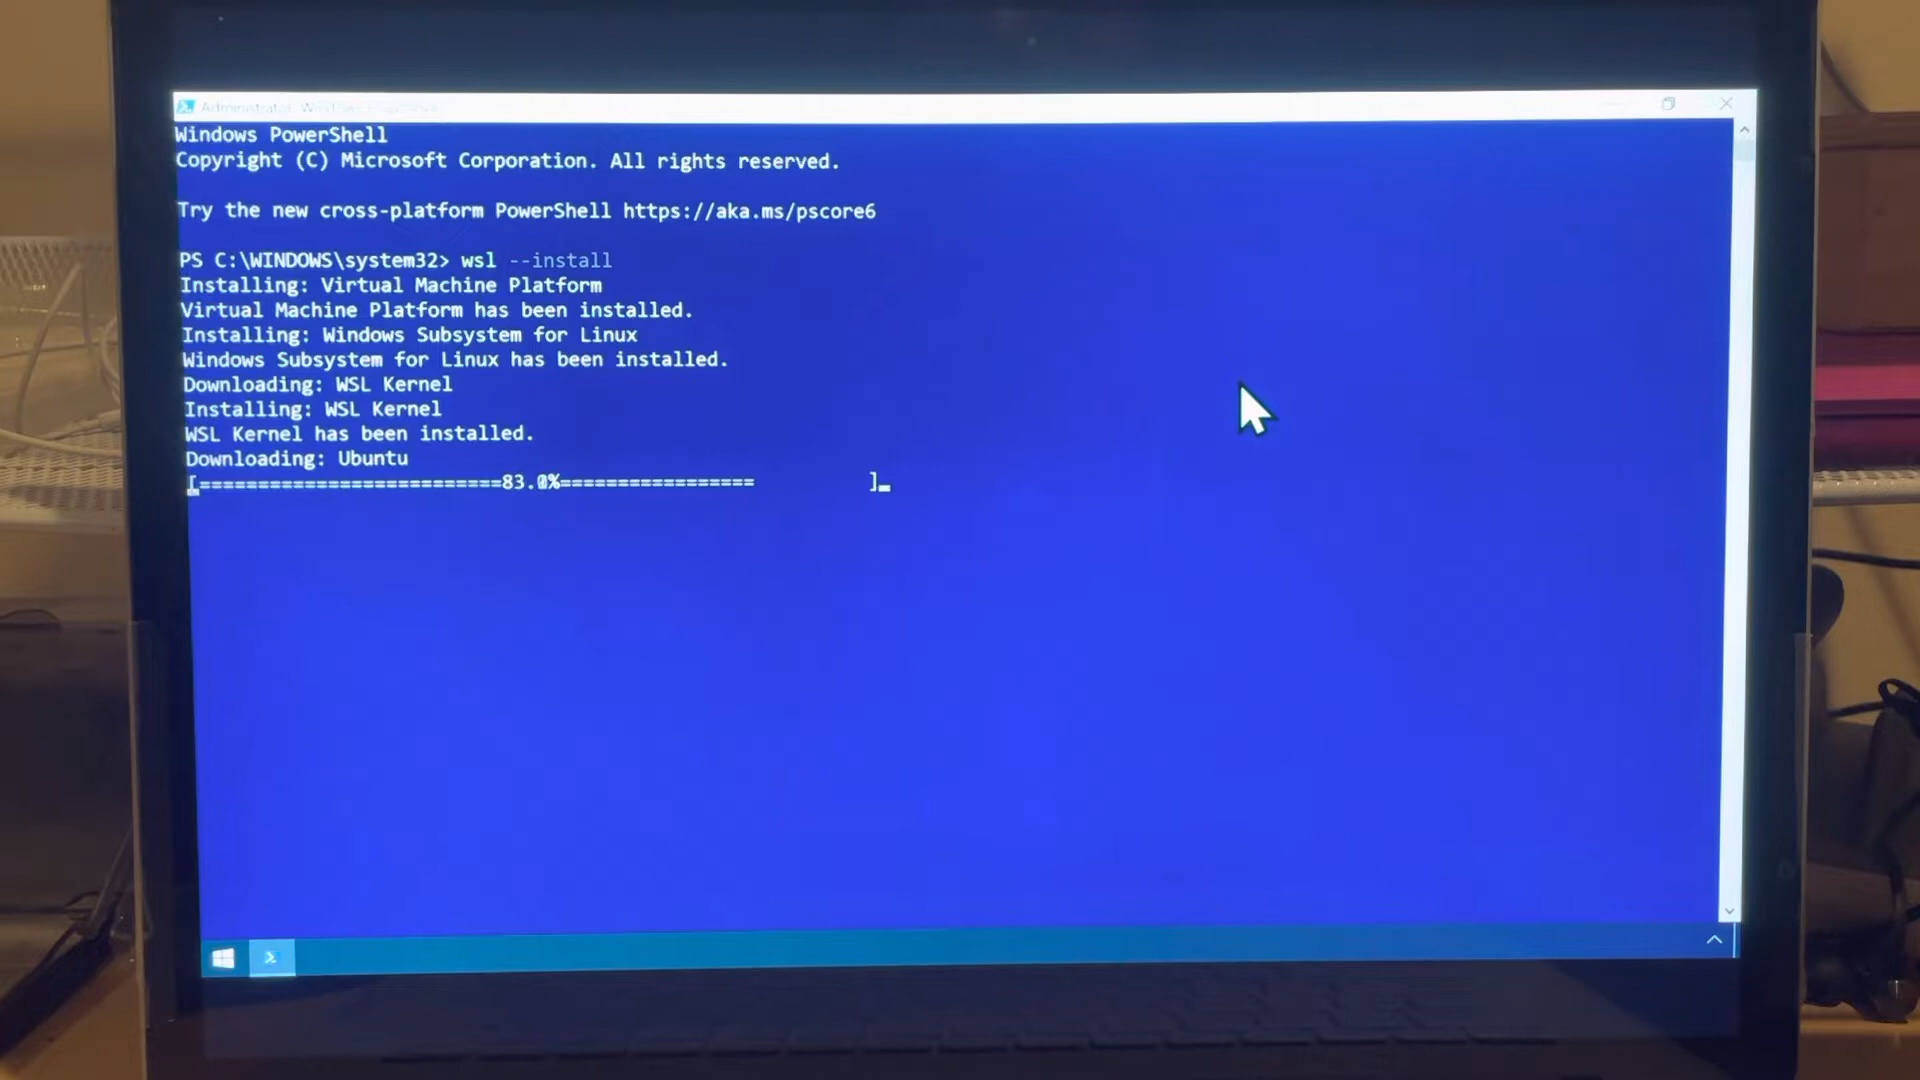 Windows PowerShell
Copyright (C) Microsoft Corporation. All rights reserved.
Try the new cross-platform PowerShell https://aka.ms/pscore6
PS C:\WINDOWS\system32> wsl --install
Installing: Virtual Machine Platform
Virtual Machine Platform has been installed.
Installing: Windows Subsystem for Linux
Windows Subsystem for Linux has been installed.
Downloading: WSL Kernel
Installing: WSL Kernel
WSL Kernel has been installed.
Downloading: Ubuntu
[==========================83.0%=================          ]